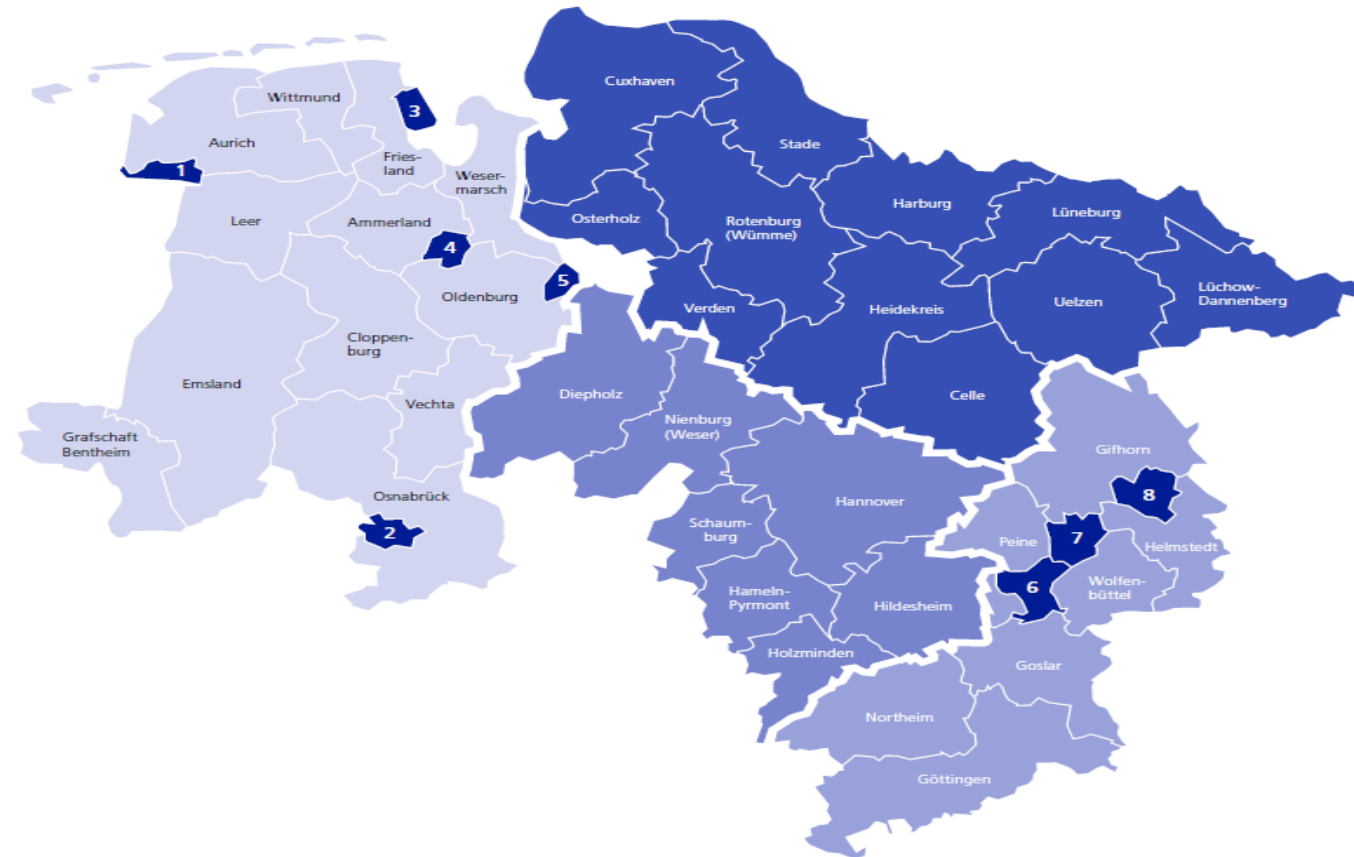 Cuxhaven
Wittmund
3
Stade
Aurich
Fries-
land
1
Weser-
marsch
Harburg
Lüneburg
Leer
Ammerland
Osterholz
Rotenburg
(Wümme)
4
5
Oldenburg
Lüchow-
Dannenberg
Verden
Heidekreis
Uelzen
Cloppen-
burg
Emsland
Vechta
Diepholz
Celle
Nienburg
(Weser)
Grafschaft
Bentheim
Gifhorn
Osnabrück
Hannover
8
2
Schaum-
burg
Peine
7
Helmstedt
Hameln-
Pyrmont
Hildesheim
6
Wolfen-
büttel
Holzminden
Goslar
Northeim
Göttingen